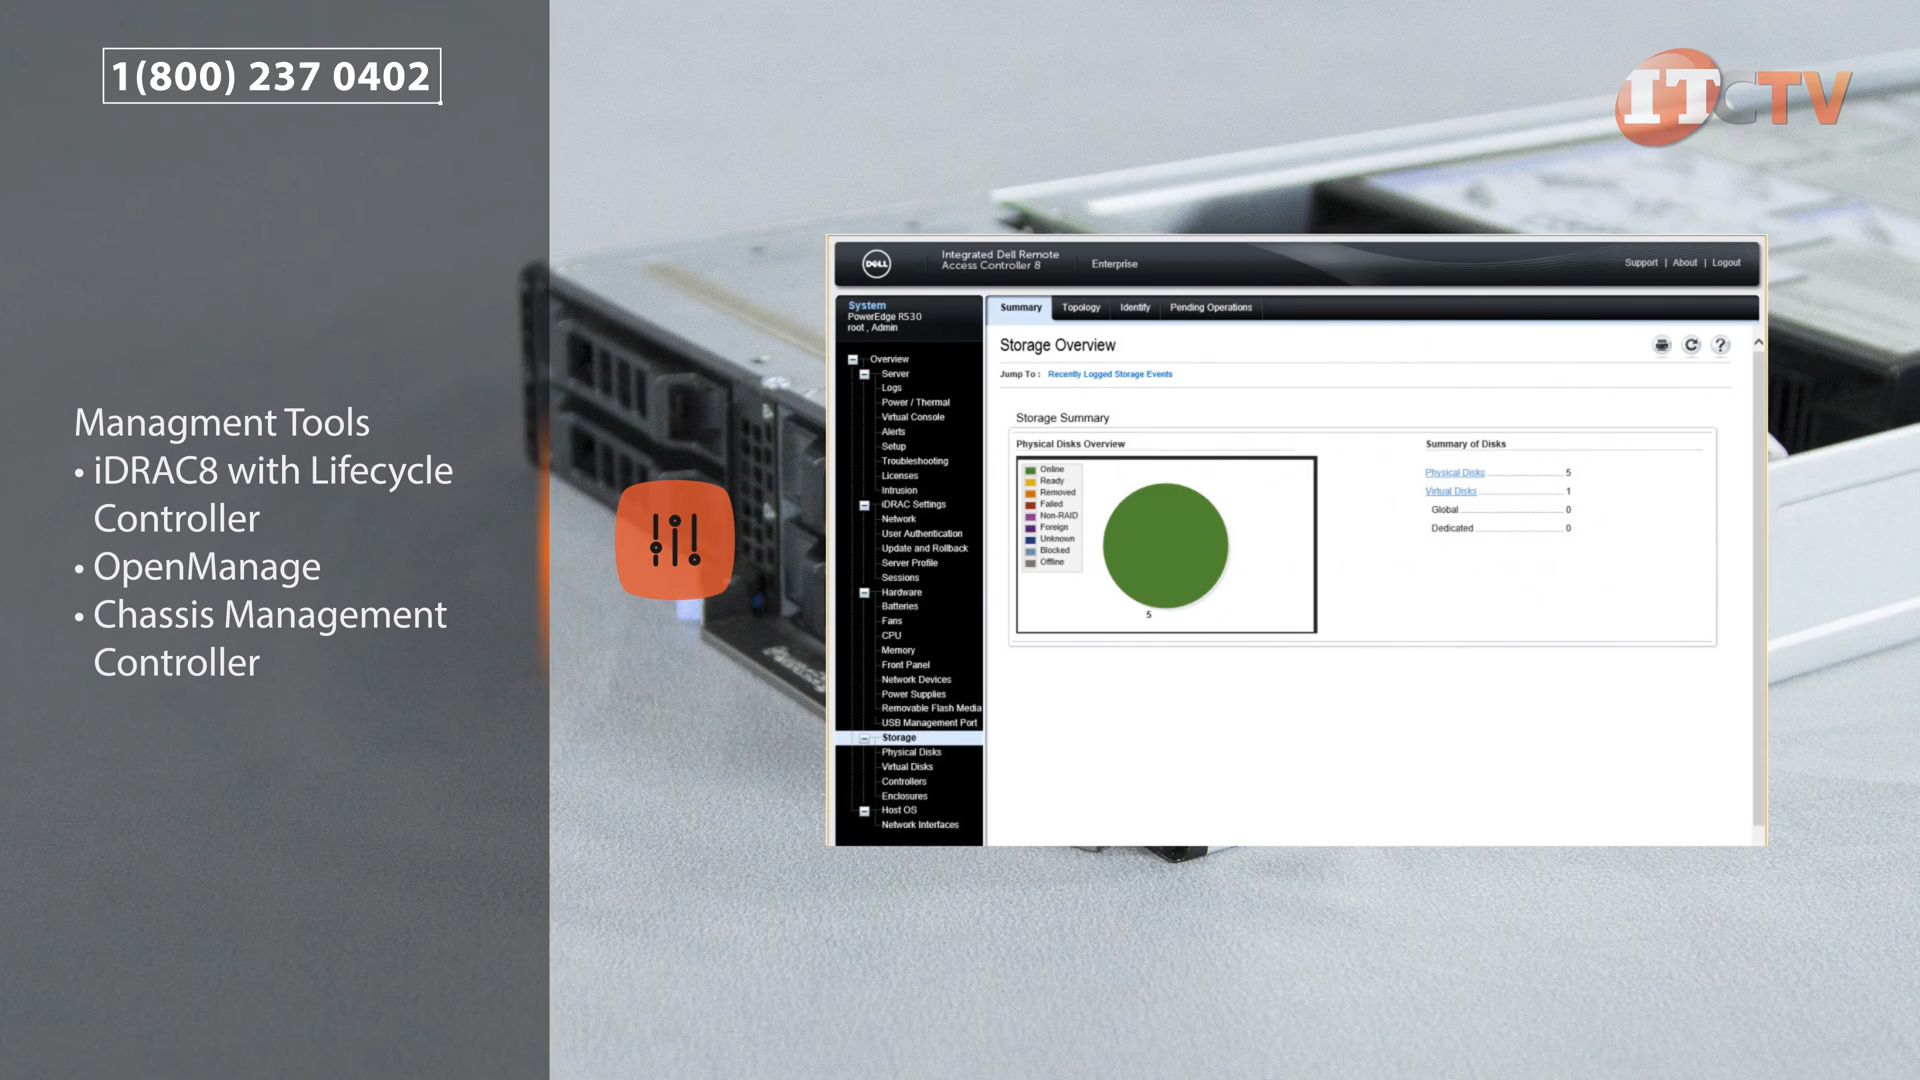 1(800) 237 0402
ITCTV
Managment Tools
• iDRAC8 with Lifecycle
Controller
• OpenManage
• Chassis Management
Controller
DELL
Integrated Dell Remote
Access Controller 8
Enterprise
Support | About | Logout
System
PowerEdge R530
root , Admin
Overview
Server
Logs
Power / Thermal
Virtual Console
Alerts
Setup
Troubleshooting
Licenses
Intrusion
iDRAC Settings
Network
User Authentication
Update and Rollback
Server Profile
Sessions
Hardware
Batteries
Fans
CPU
Memory
Front Panel
Network Devices
Power Supplies
Removable Flash Media
USB Management Port
Storage
Physical Disks
Virtual Disks
Controllers
Enclosures
Host OS
Network Interfaces
Summary Topology Identify Pending Operations
Storage Overview
Jump To : Recently Logged Storage Events
Storage Summary
Physical Disks Overview
Online
Ready
Removed
Failed
Non-RAID
Foreign
Unknown
Blocked
Offline
5
Summary of Disks
Physical Disks 5
Virtual Disks 1
Global 0
Dedicated 0